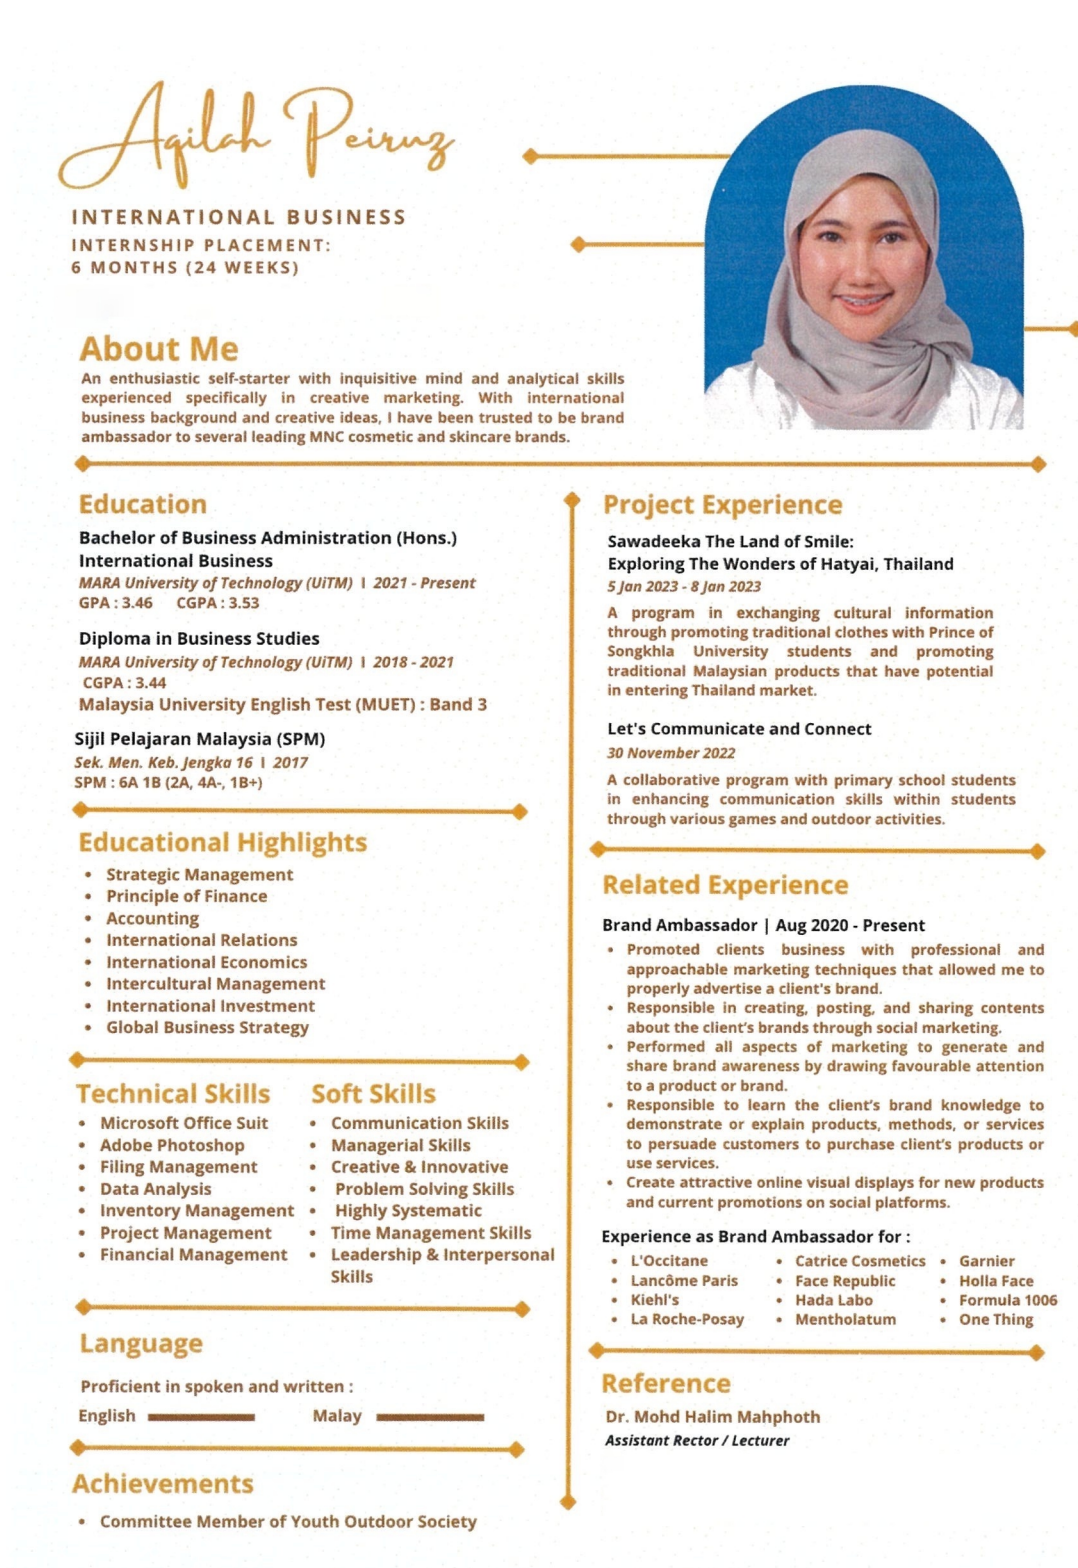 Aqilah Peiruz
INTERNATIONAL BUSINESS
INTERNSHIP PLACEMENT:
6 MONTHS (24 WEEKS)
About Me
An enthusiastic self-starter with inquisitive mind and analytical skills
experienced specifically in creative marketing. With international
business background and creative ideas, I have been trusted to be brand
ambassador to several leading MNC cosmetic and skincare brands.
Education
Bachelor of Business Administration (Hons.)
International Business
MARA University of Technology (UiTM) I 2021 - Present
GPA : 3.46 CGPA : 3.53
Diploma in Business Studies
MARA University of Technology (UiTM) I 2018 - 2021
CGPA : 3.44
Malaysia University English Test (MUET) : Band 3
Sijil Pelajaran Malaysia (SPM)
Sek. Men. Keb. Jengka 16 I 2017
SPM : 6A 1B (2A, 4A-, 1B+)
Educational Highlights
• Strategic Management
• Principle of Finance
• Accounting
• International Relations
• International Economics
• Intercultural Management
• International Investment
• Global Business Strategy
Technical Skills
• Microsoft Office Suit
• Adobe Photoshop
• Filing Management
• Data Analysis
• Inventory Management
• Project Management
• Financial Management
Soft Skills
• Communication Skills
• Managerial Skills
• Creative & Innovative
• Problem Solving Skills
• Highly Systematic
• Time Management Skills
• Leadership & Interpersonal
Skills
Language
Proficient in spoken and written :
English Malay
Achievements
• Committee Member of Youth Outdoor Society
Project Experience
Sawadeeka The Land of Smile:
Exploring The Wonders of Hatyai, Thailand
5 Jan 2023 - 8 Jan 2023
A program in exchanging cultural information
through promoting traditional clothes with Prince of
Songkhla University students and promoting
traditional Malaysian products that have potential
in entering Thailand market.
Let's Communicate and Connect
30 November 2022
A collaborative program with primary school students
in enhancing communication skills within students
through various games and outdoor activities.
Related Experience
Brand Ambassador | Aug 2020 - Present
• Promoted clients business with professional and
approachable marketing techniques that allowed me to
properly advertise a client's brand.
• Responsible in creating, posting, and sharing contents
about the client's brands through social marketing.
• Performed all aspects of marketing to generate and
share brand awareness by drawing favourable attention
to a product or brand.
• Responsible to learn the client's brand knowledge to
demonstrate or explain products, methods, or services
to persuade customers to purchase client's products or
use services.
• Create attractive online visual displays for new products
and current promotions on social platforms.
Experience as Brand Ambassador for :
• L'Occitane • Catrice Cosmetics • Garnier
• Lancôme Paris • Face Republic • Holla Face
• Kiehl's • Hada Labo • Formula 1006
• La Roche-Posay • Mentholatum • One Thing
Reference
Dr. Mohd Halim Mahphoth
Assistant Rector / Lecturer